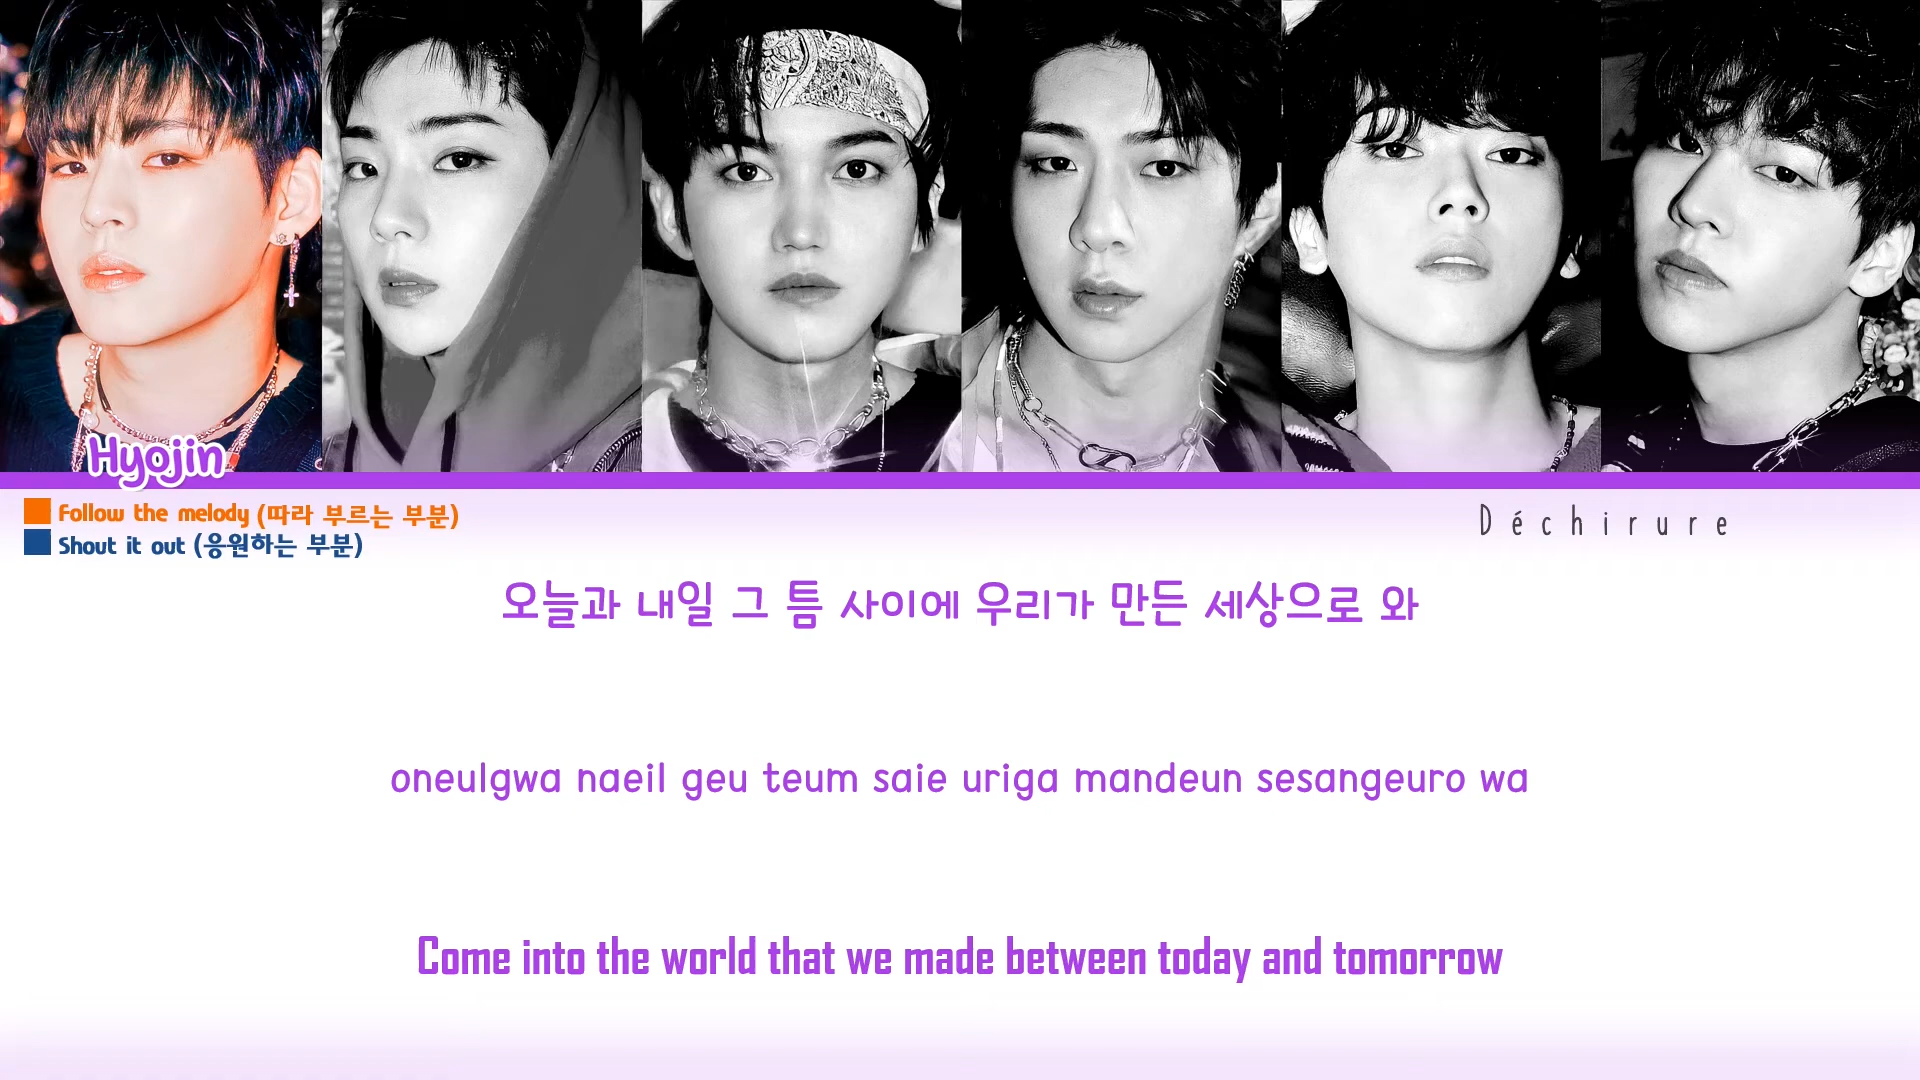 Hyojin
Follow the melody (따라 부르는 부분)
Shout it out (응원하는 부분)
Déchirure
오늘과 내일 그 틈 사이에 우리가 만든 세상으로 와
oneulgwa naeil geu teum saie uriga mandeun sesangeuro wa
Come into the world that we made between today and tomorrow